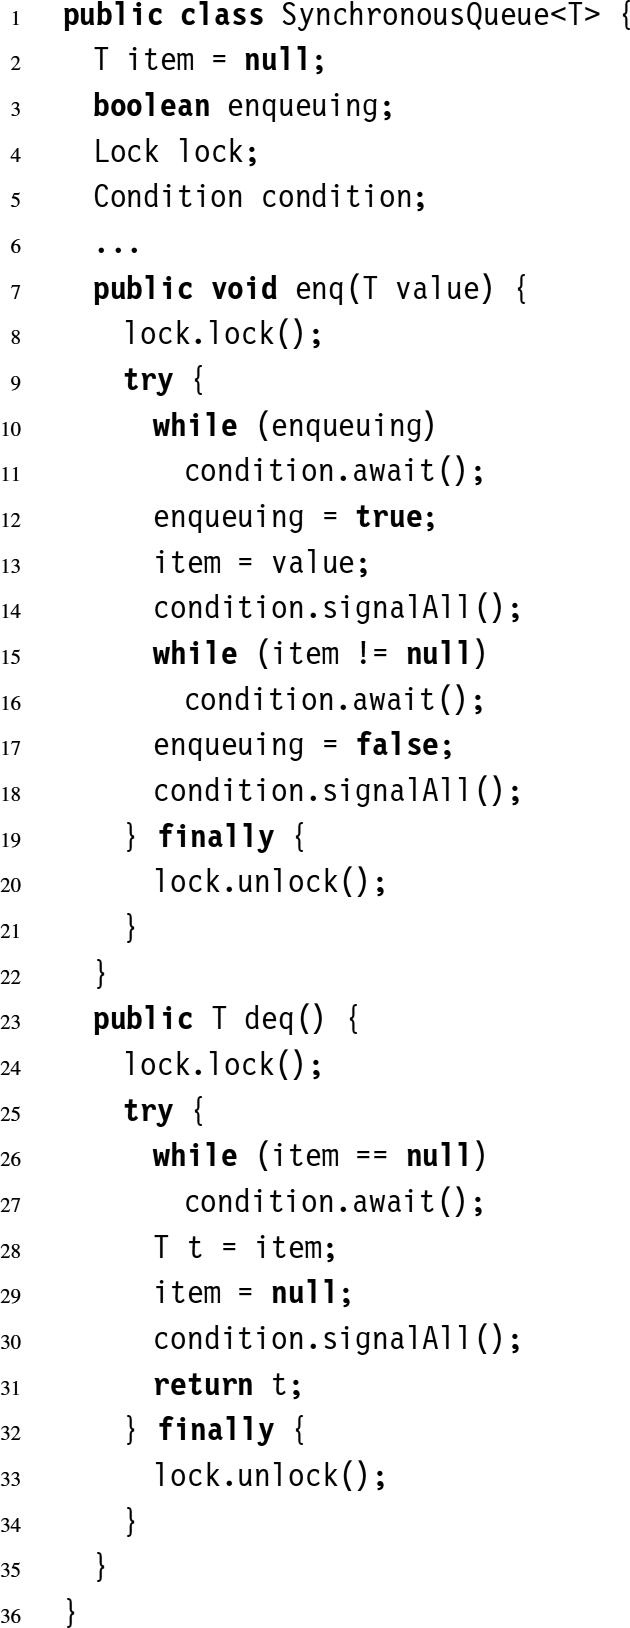 1 public class SynchronousQueue<T> {
2 T item = null;
3 boolean enqueuing;
4 Lock lock;
5 Condition condition;
6 ...
7 public void enq(T value) {
8 lock.lock();
9 try {
10 while (enqueuing)
11 condition.await();
12 enqueuing = true;
13 item = value;
14 condition.signalAll();
15 while (item != null)
16 condition.await();
17 enqueuing = false;
18 condition.signalAll();
19 } finally {
20 lock.unlock();
21 }
22 }
23 public T deq() {
24 lock.lock();
25 try {
26 while (item == null)
27 condition.await();
28 T t = item;
29 item = null;
30 condition.signalAll();
31 return t;
32 } finally {
33 lock.unlock();
34 }
35 }
36 }